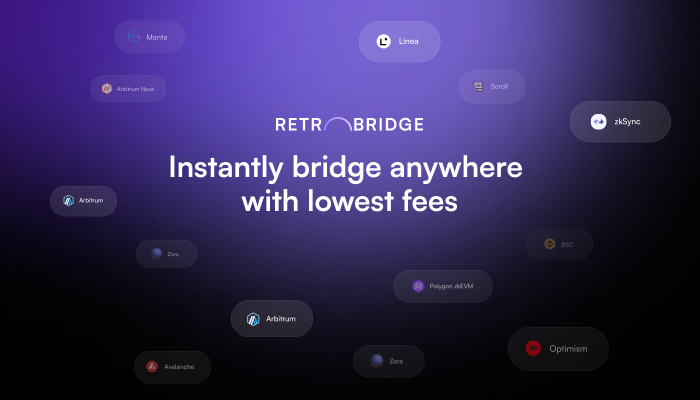 Manta
Linea
Arbitrum Nova
Scroll
zkSync
RETROBRIDGE
Instantly bridge anywhere
with lowest fees
Arbitrum
Zora
BSC
Polygon zkEVM
Arbitrum
Optimism
Avalanche
Zora